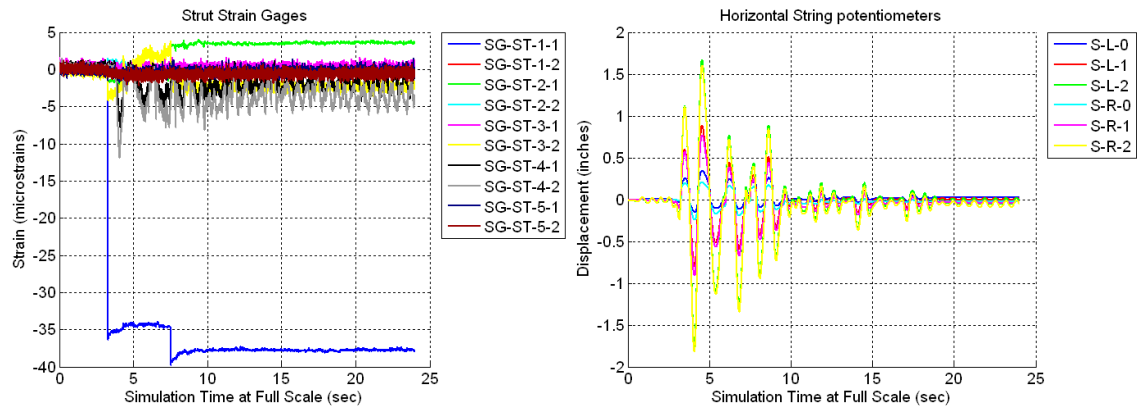 Strut Strain Gages
5
0
-5
-10
-15
-20
-25
-30
-35
-40
Strain (microstrains)
0
5
10
15
20
25
Simulation Time at Full Scale (sec)
SG-ST-1-1
SG-ST-1-2
SG-ST-2-1
SG-ST-2-2
SG-ST-3-1
SG-ST-3-2
SG-ST-4-1
SG-ST-4-2
SG-ST-5-1
SG-ST-5-2
Horizontal String potentiometers
2
1.5
1
0.5
0
-0.5
-1
-1.5
-2
Displacement (inches)
0
5
10
15
20
25
Simulation Time at Full Scale (sec)
S-L-0
S-L-1
S-L-2
S-R-0
S-R-1
S-R-2